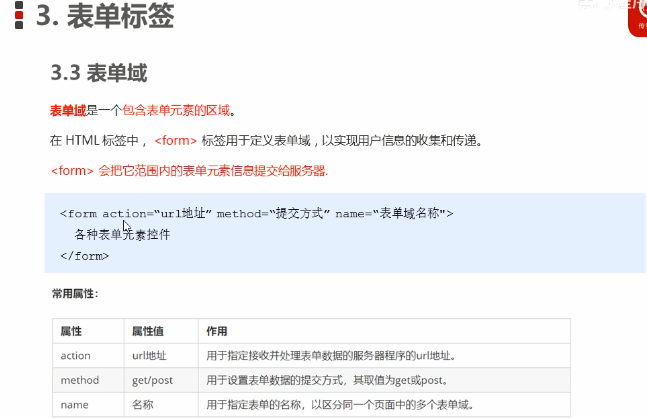 3. 表单标签
3.3 表单域
表单域是一个包含表单元素的区域。
在 HTML 标签中， <form> 标签用于定义表单域 , 以实现用户信息的收集和传递。
<form> 会把它范围内的表单元素信息提交给服务器.
<form action=“url地址” method=“提交方式” name=“表单域名称">
各种表单元素控件
</form>
常用属性：
属性 属性值 作用
action url地址 用于指定接收并处理表单数据的服务器程序的url地址。
method get/post 用于设置表单数据的提交方式，其取值为get或post。
name 名称 用于指定表单的名称，以区分同一个页面中的多个表单域。